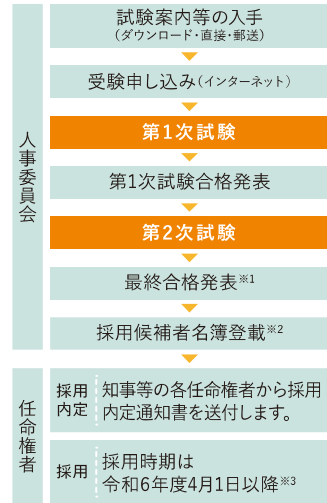 人事委員会
試験案内等の入手
（ダウンロード・直接・郵送）
受験申し込み（インターネット）
第1次試験
第1次試験合格発表
第2次試験
最終合格発表※1
採用候補者名簿登載※2
任命権者
採用
内定
知事等の各任命権者から採用
内定通知書を送付します。
採用
採用時期は
令和6年度4月1日以降※3